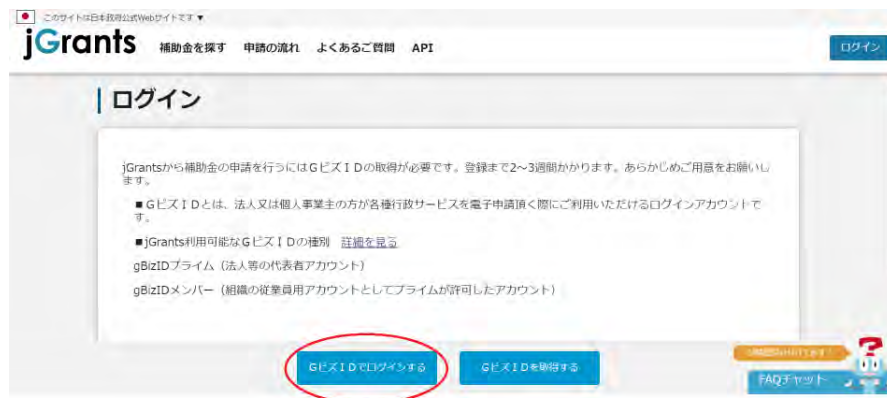 このサイトは日本政府公式Webサイトです ▼
jGrants 補助金を探す 申請の流れ よくあるご質問 API ログイン
ログイン
jGrantsから補助金の申請を行うにはGビズIDの取得が必要です。登録まで2~3週間かかります。あらかじめご用意をお願いし
ます。
■GビズIDとは、法人又は個人事業主の方が各種行政サービスを電子申請頂く際にご利用いただけるログインアカウントで
す。
■jGrants利用可能なGビズIDの種別 詳細を見る
gBizIDプライム（法人等の代表者アカウント）
gBizIDメンバー（組織の従業員用アカウントとしてプライムが許可したアカウント）
GビズIDでログインする GビズIDを取得する
FAQチャット